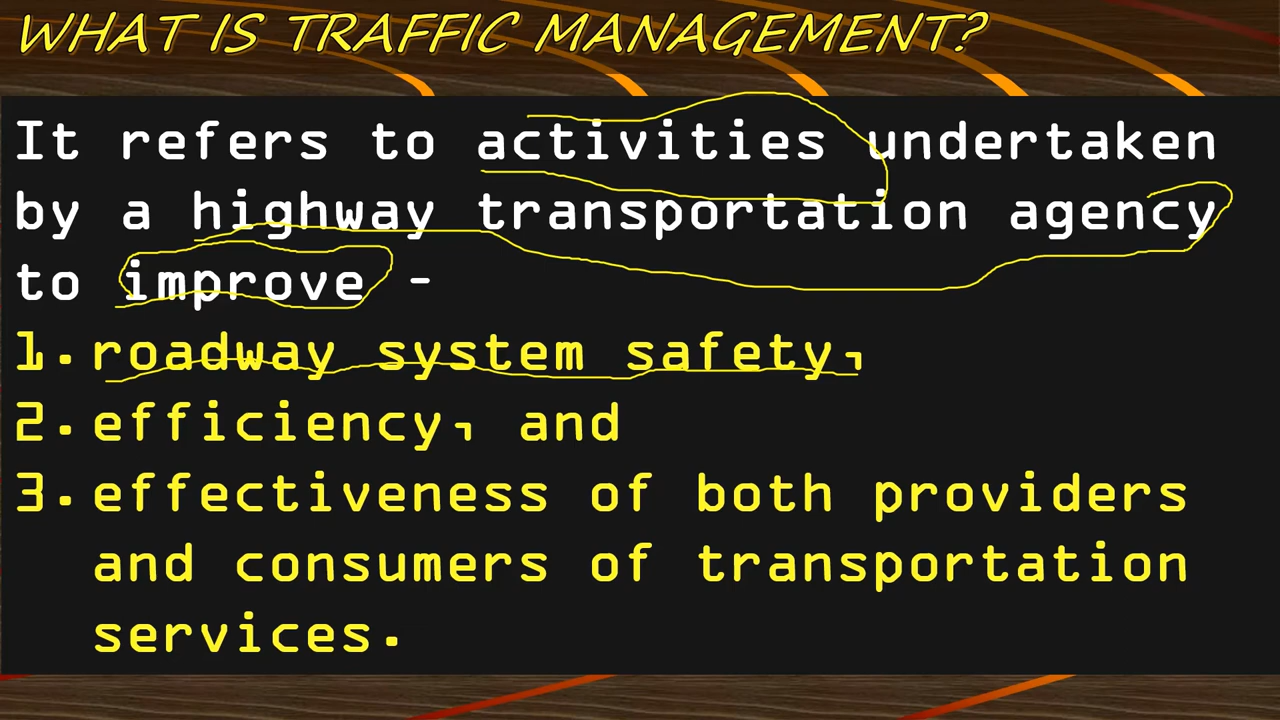 WHAT IS TRAFFIC MANAGEMENT?
It refers to activities undertaken
by a highway transportation agency
to improve -
1. roadway system safety,
2. efficiency, and
3. effectiveness of both providers
and consumers of transportation
services.